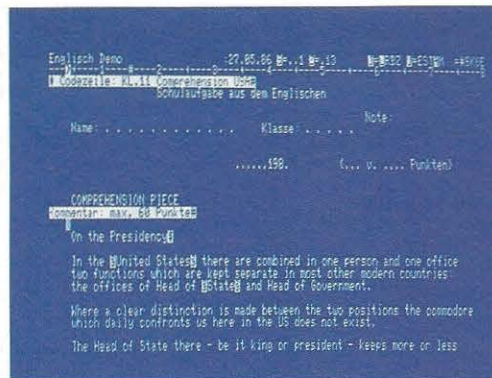 Englisch Demo 27.05.86
# Codezeile: KL.11 Comprehension USA
Schulaufgabe aus dem Englischen
Note:
Name: . . . . . . . . . . . . . Klasse: . . . . .
......198. (... v. .... Punkten)
COMPREHENSION PIECE
Kommentar: max. 60 Punkte
On the Presidency
In the United States there are combined in one person and one office
two functions which are kept separate in most other modern countries:
the offices of Head of State and Head of Government.
Where a clear distinction is made between the two positions the commodore
which daily confronts us here in the US does not exist.
The Head of State there - be it king or president - keeps more or less